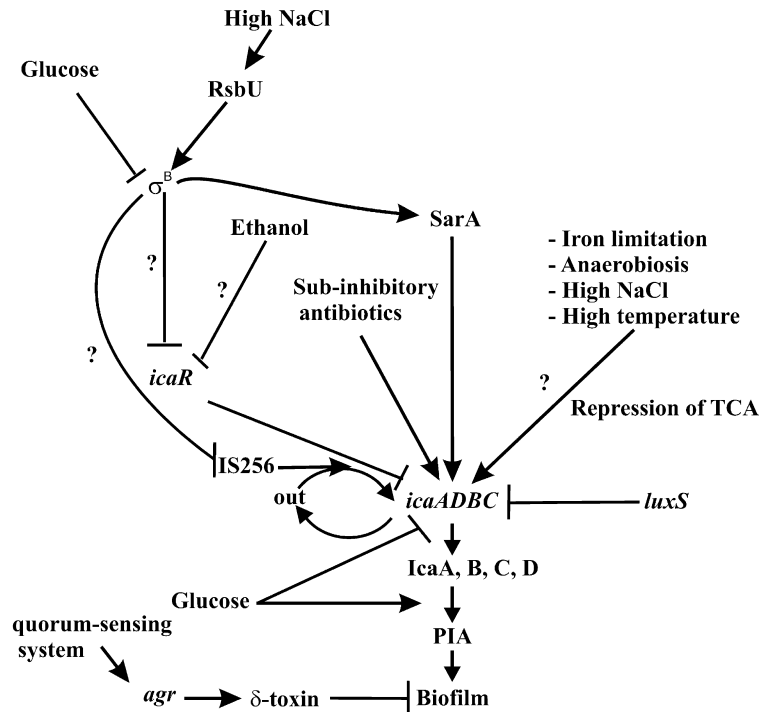 High NaCl
Glucose
RsbU
σB
Ethanol
SarA
?
?
- Iron limitation
- Anaerobiosis
- High NaCl
- High temperature
Sub-inhibitory
antibiotics
?
icaR
?
Repression of TCA
IS256
out
icaADBC
luxS
IcaA, B, C, D
Glucose
PIA
quorum-sensing
system
agr
δ-toxin
Biofilm